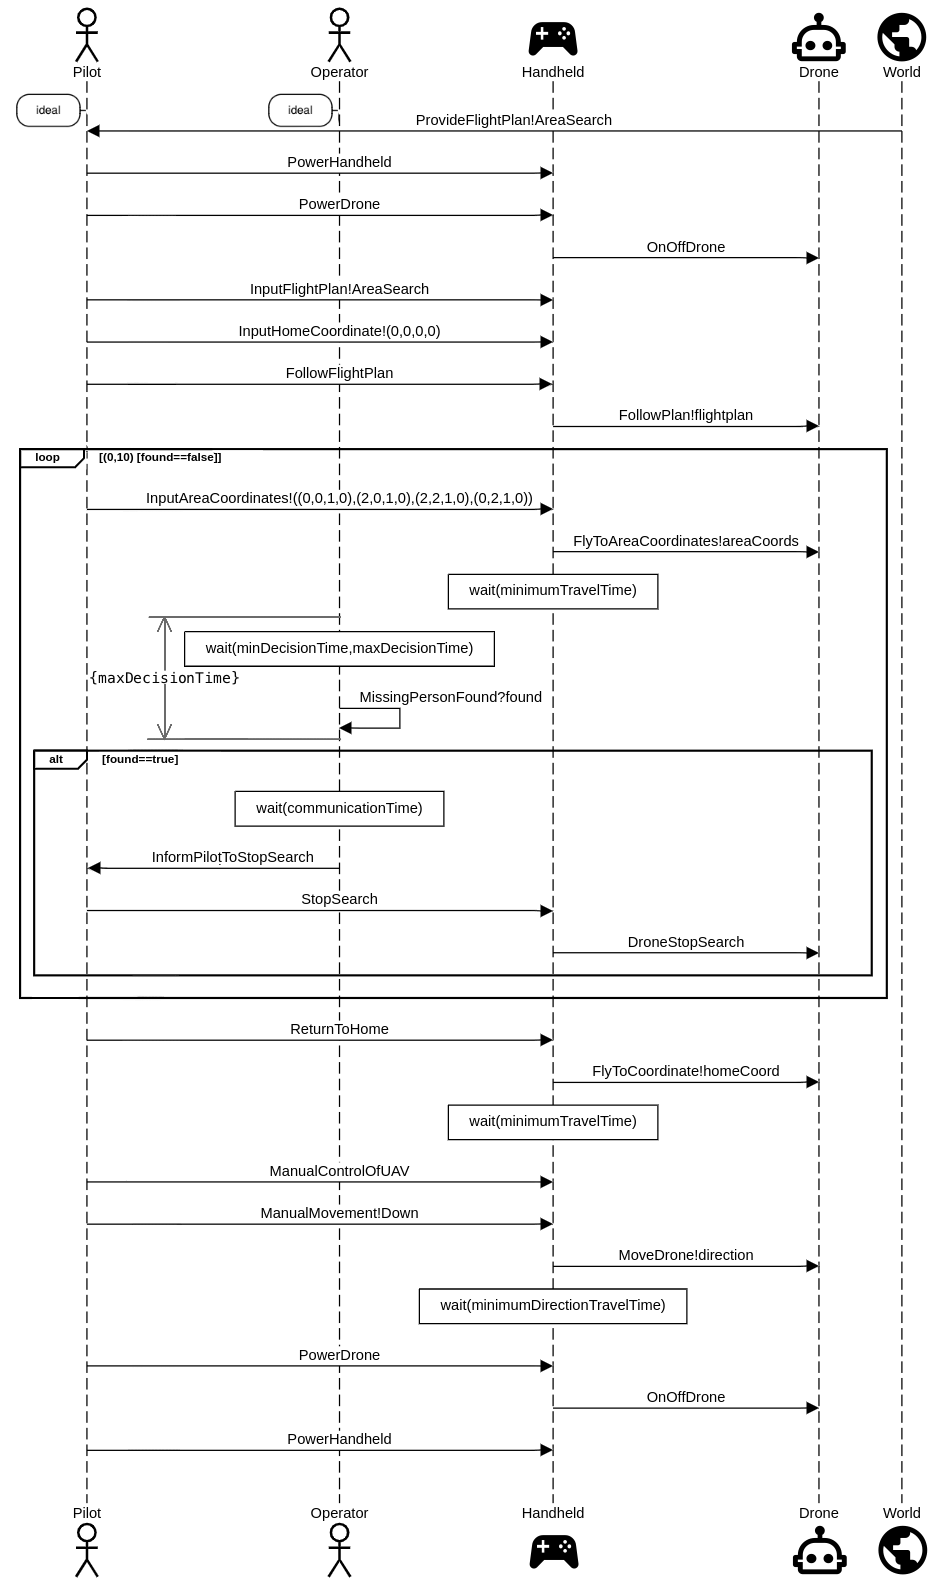 Pilot
Operator
Handheld
Drone
World
ideal
ideal
ProvideFlightPlan!AreaSearch
PowerHandheld
PowerDrone
OnOffDrone
InputFlightPlan!AreaSearch
InputHomeCoordinate!(0,0,0,0)
FollowFlightPlan
FollowPlan!flightplan
loop
[(0,10) [found==false]]
InputAreaCoordinates!((0,0,1,0),(2,0,1,0),(2,2,1,0),(0,2,1,0))
FlyToAreaCoordinates!areaCoords
wait(minimumTravelTime)
wait(minDecisionTime,maxDecisionTime)
{maxDecisionTime}
MissingPersonFound?found
alt
[found==true]
wait(communicationTime)
InformPilotToStopSearch
StopSearch
DroneStopSearch
ReturnToHome
FlyToCoordinate!homeCoord
wait(minimumTravelTime)
ManualControlOfUAV
ManualMovement!Down
MoveDrone!direction
wait(minimumDirectionTravelTime)
PowerDrone
OnOffDrone
PowerHandheld
Pilot
Operator
Handheld
Drone
World